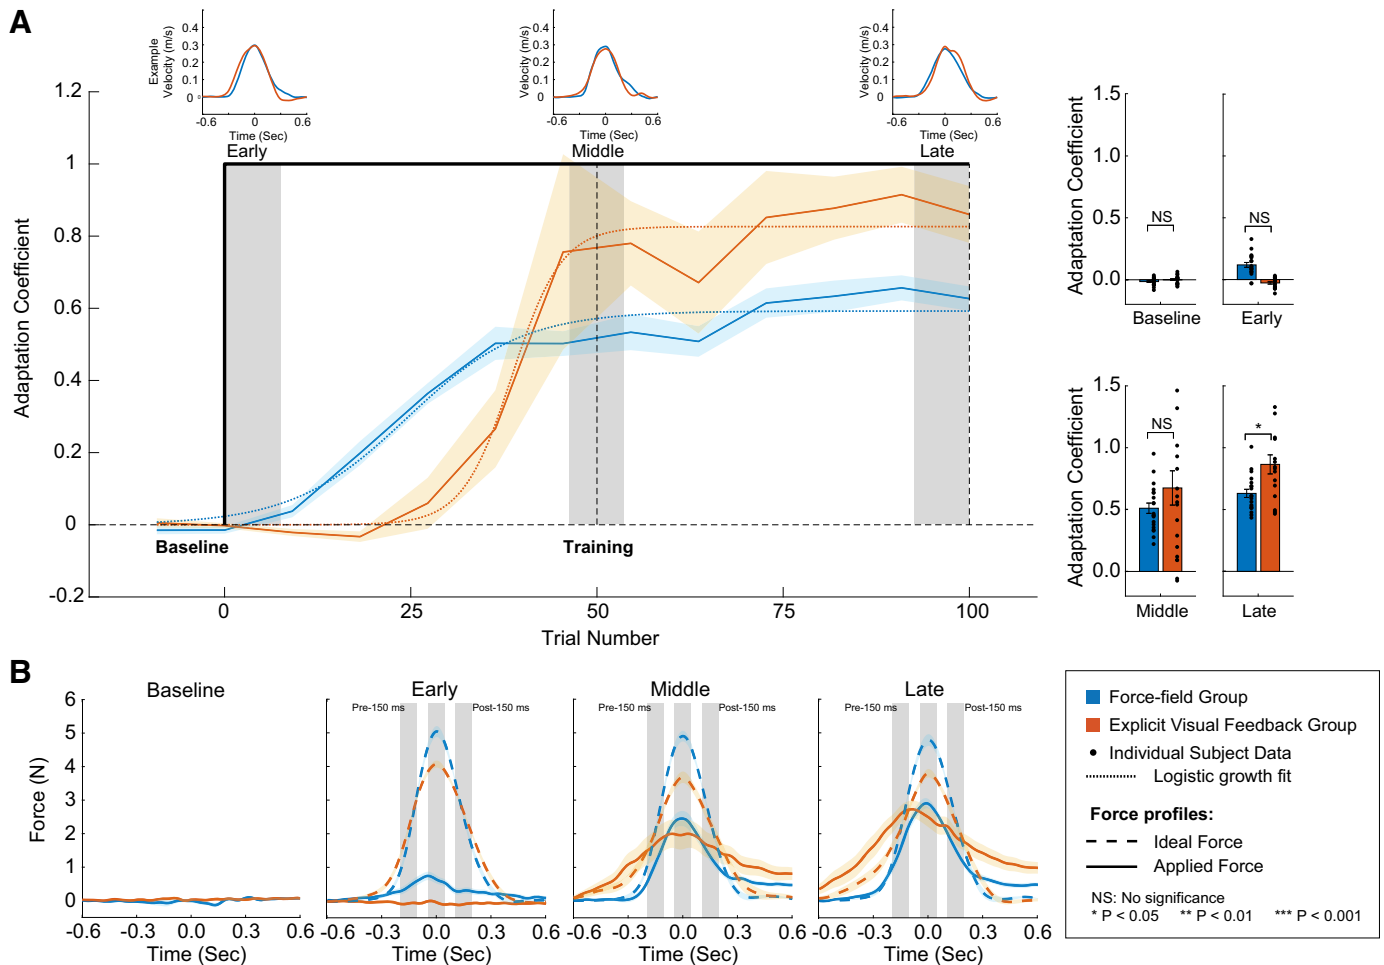 A
0.4
0.3
0.2
0.1
0
Example
Velocity (m/s)
-0.6 0 0.6
Time (Sec)
Early
0.4
0.3
0.2
0.1
0
Velocity (m/s)
-0.6 0 0.6
Time (Sec)
Middle
0.4
0.3
0.2
0.1
0
Velocity (m/s)
-0.6 0 0.6
Time (Sec)
Late
1.2
1
0.8
0.6
0.4
0.2
0
-0.2
Adaptation Coefficient
Baseline
Training
0 25 50 75 100
Trial Number
1.5
1.0
0.5
0.0
Adaptation Coefficient
NS
NS
Baseline
Early
1.5
1.0
0.5
0.0
Adaptation Coefficient
NS
*
Middle
Late
B
Baseline
6
5
4
3
2
1
0
Force (N)
-0.6 -0.3 0.0 0.3 0.6
Time (Sec)
Early
Pre-150 ms
Post-150 ms
-0.6 -0.3 0.0 0.3 0.6
Time (Sec)
Middle
Pre-150 ms
Post-150 ms
-0.6 -0.3 0.0 0.3 0.6
Time (Sec)
Late
Pre-150 ms
Post-150 ms
-0.6 -0.3 0.0 0.3 0.6
Time (Sec)
Force-field Group
Explicit Visual Feedback Group
Individual Subject Data
Logistic growth fit
Force profiles:
Ideal Force
Applied Force
NS: No significance
* P < 0.05 ** P < 0.01 *** P < 0.001